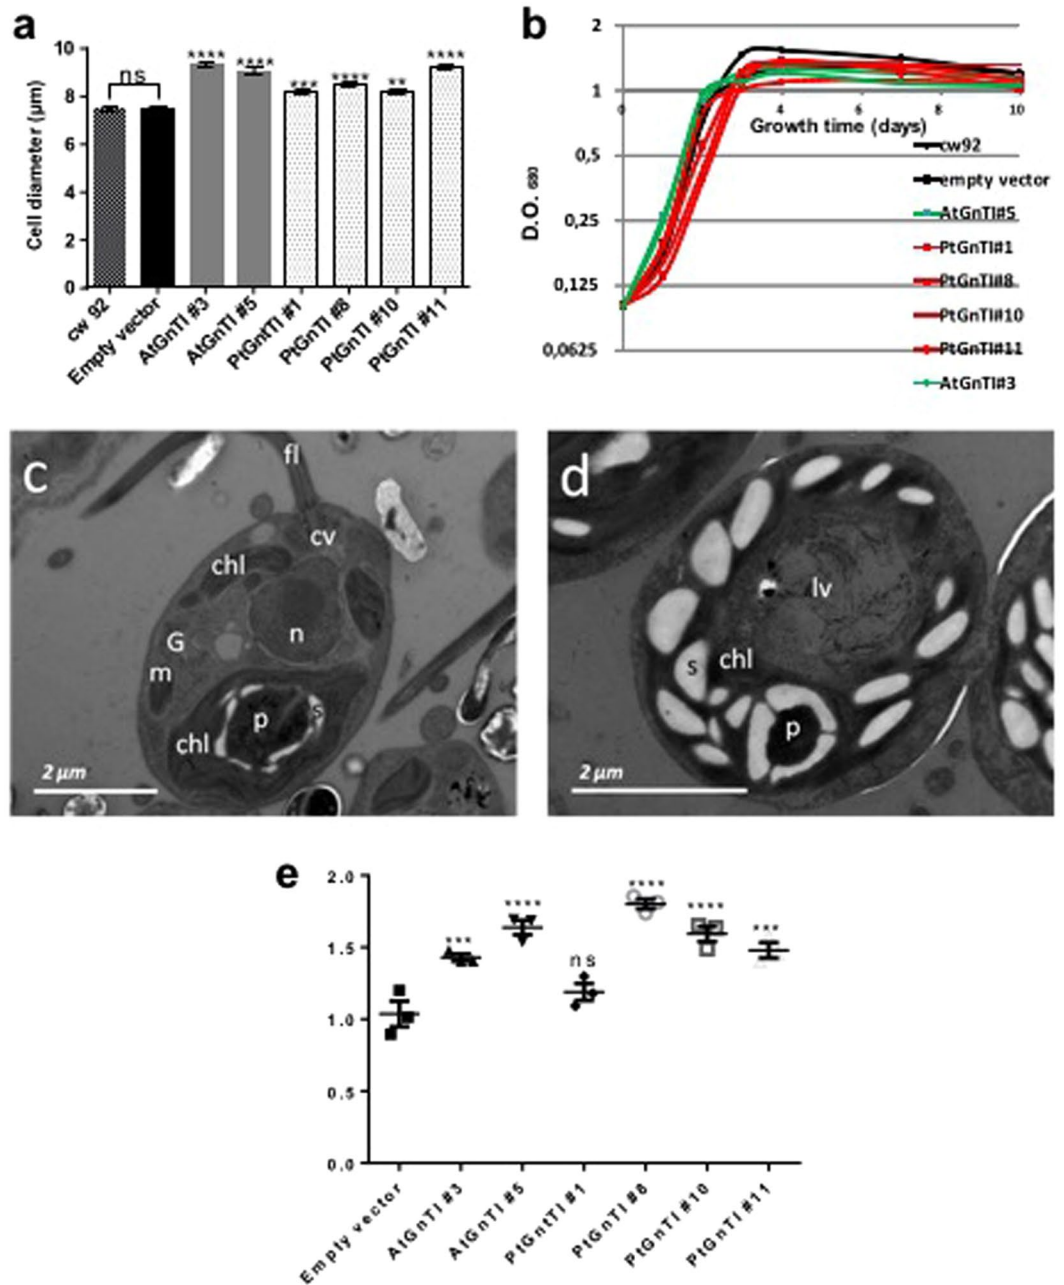 a
10
8
6
4
2
0
Cell diameter (µm)
ns
****
****
***
****
**
****
cw 92
Empty vector
AtGnTI #3
AtGnTI #5
PtGntTI #1
PtGnTI #8
PtGnTI #10
PtGnTI #11
b
2
1
0,5
0,25
0,125
0,0625
D.O. 680
0
2
4
6
8
10
Growth time (days)
cw92
empty vector
AtGnTI#5
PtGnTI#1
PtGnTI#8
PtGnTI#10
PtGnTI#11
AtGnTI#3
c
fl
cv
chl
n
G
m
p
s
chl
2 µm
d
lv
s
chl
p
2 µm
e
2.0
1.5
1.0
0.5
0.0
***
****
ns
****
****
***
Empty vector
AtGnTI #3
AtGnTI #5
PtGntTI #1
PtGnTI #8
PtGnTI #10
PtGnTI #11